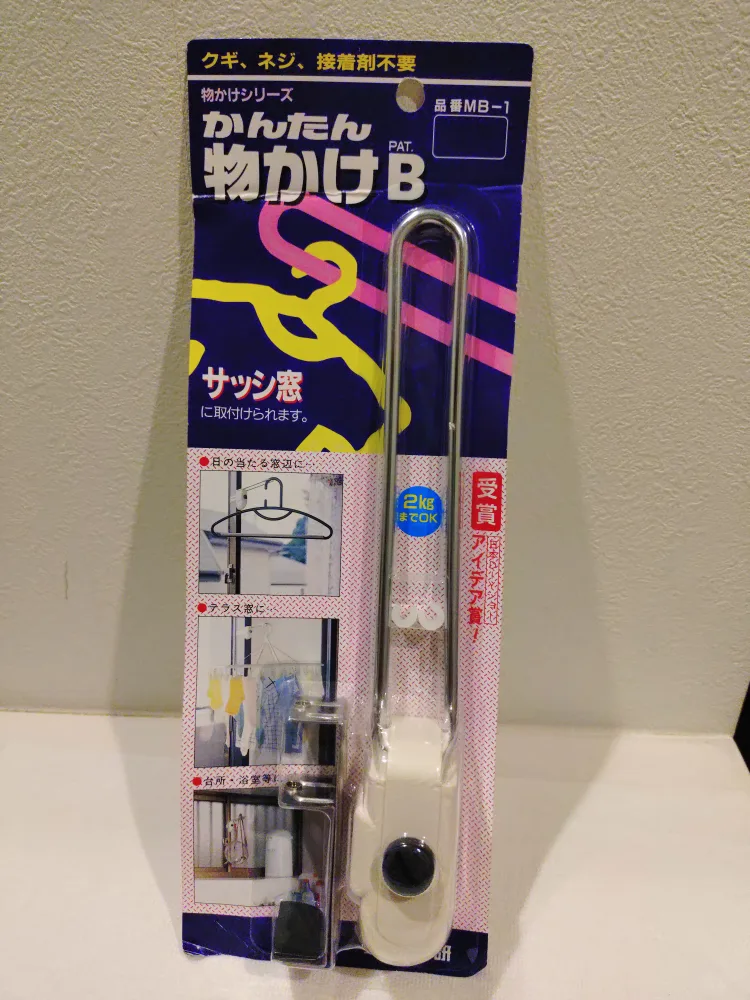 クギ、ネジ、接着剤不要
物かけシリーズ
品番MB-1
かんたん
物かけB
PAT.
サッシ窓
に取付けられます。
●日の当たる窓辺に…
2kg
までOK
受賞
アイデア賞!
●テラス窓に…
●台所・浴室等に
研